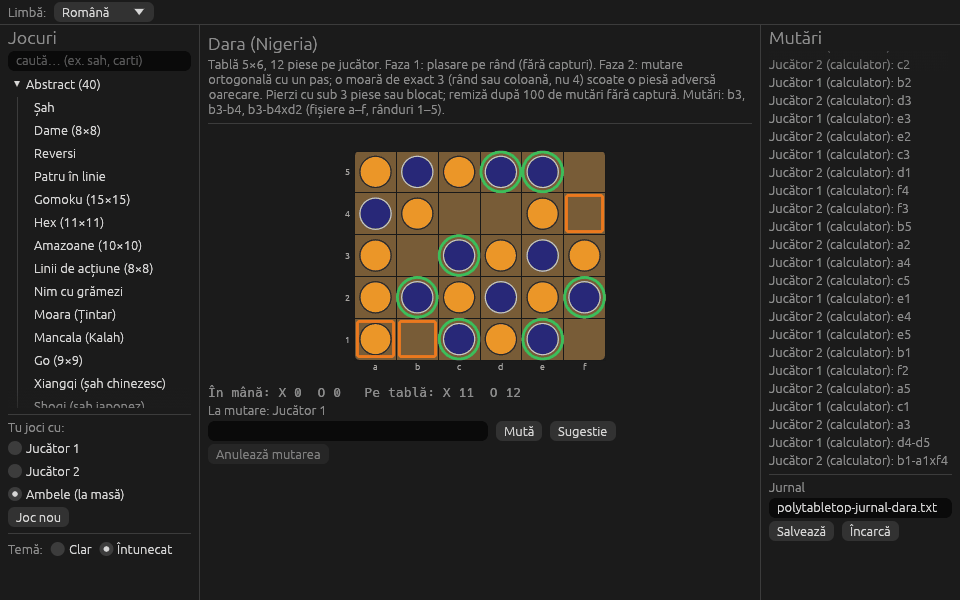 Limbă: Română
Jocuri
caută… (ex. sah, carti)
Abstract (40)
Șah
Dame (8×8)
Reversi
Patru în linie
Gomoku (15×15)
Hex (11×11)
Amazoane (10×10)
Linii de acțiune (8×8)
Nim cu grămezi
Moara (Țintar)
Mancala (Kalah)
Go (9×9)
Xiangqi (șah chinezesc)
Shogi (șah japonez)
Tu joci cu:
Jucător 1
Jucător 2
Ambele (la masă)
Joc nou
Temă: Clar Întunecat
Dara (Nigeria)
Tablă 5×6, 12 piese pe jucător. Faza 1: plasare pe rând (fără capturi). Faza 2: mutare
ortogonală cu un pas; o moară de exact 3 (rând sau coloană, nu 4) scoate o piesă adversă
oarecare. Pierzi cu sub 3 piese sau blocat; remiză după 100 de mutări fără captură. Mutări: b3,
b3-b4, b3-b4xd2 (fișiere a–f, rânduri 1–5).
5
4
3
2
1
a b c d e f
În mână: X 0 O 0 Pe tablă: X 11 O 12
La mutare: Jucător 1
Mută Sugestie
Anulează mutarea
Mutări
Jucător 2 (calculator): c2
Jucător 1 (calculator): b2
Jucător 2 (calculator): d3
Jucător 1 (calculator): e3
Jucător 2 (calculator): e2
Jucător 1 (calculator): c3
Jucător 2 (calculator): d1
Jucător 1 (calculator): f4
Jucător 2 (calculator): f3
Jucător 1 (calculator): b5
Jucător 2 (calculator): a2
Jucător 1 (calculator): a4
Jucător 2 (calculator): c5
Jucător 1 (calculator): e1
Jucător 2 (calculator): e4
Jucător 1 (calculator): e5
Jucător 2 (calculator): b1
Jucător 1 (calculator): f2
Jucător 2 (calculator): a5
Jucător 1 (calculator): c1
Jucător 2 (calculator): a3
Jucător 1 (calculator): d4-d5
Jucător 2 (calculator): b1-a1xf4
Jurnal
polytabletop-jurnal-dara.txt
Salvează Încarcă